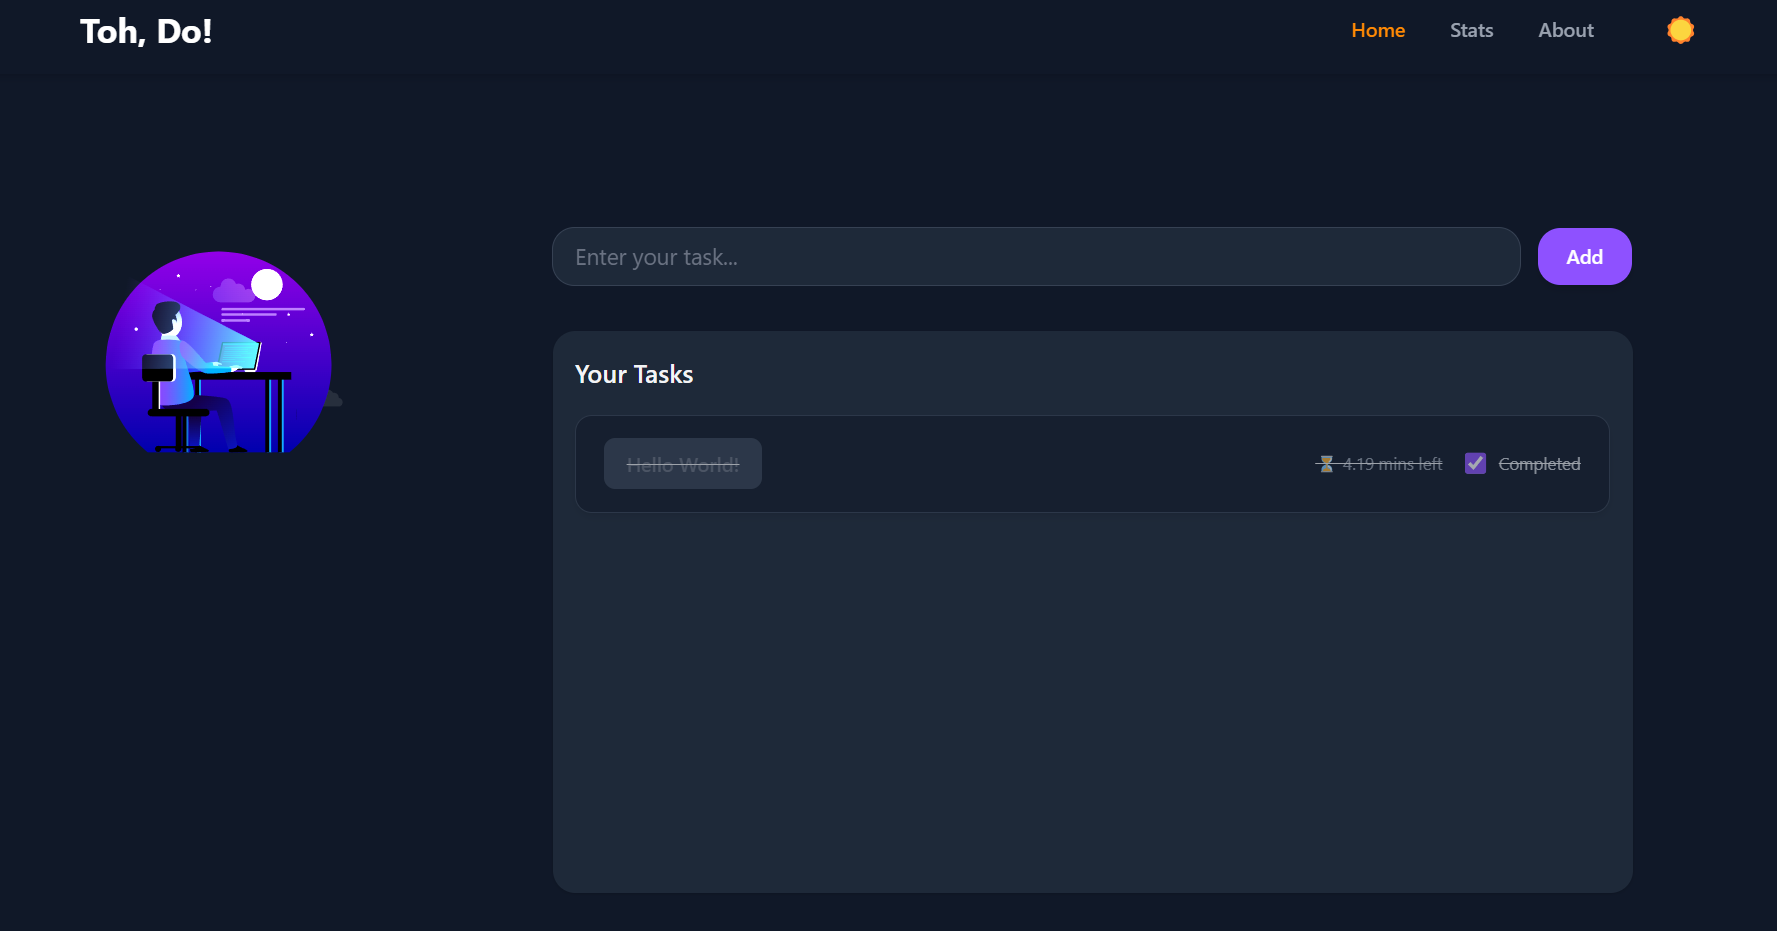 Toh, Do!
Home Stats About
Enter your task...
Add
Your Tasks
Hello World!
4.19 mins left
Completed